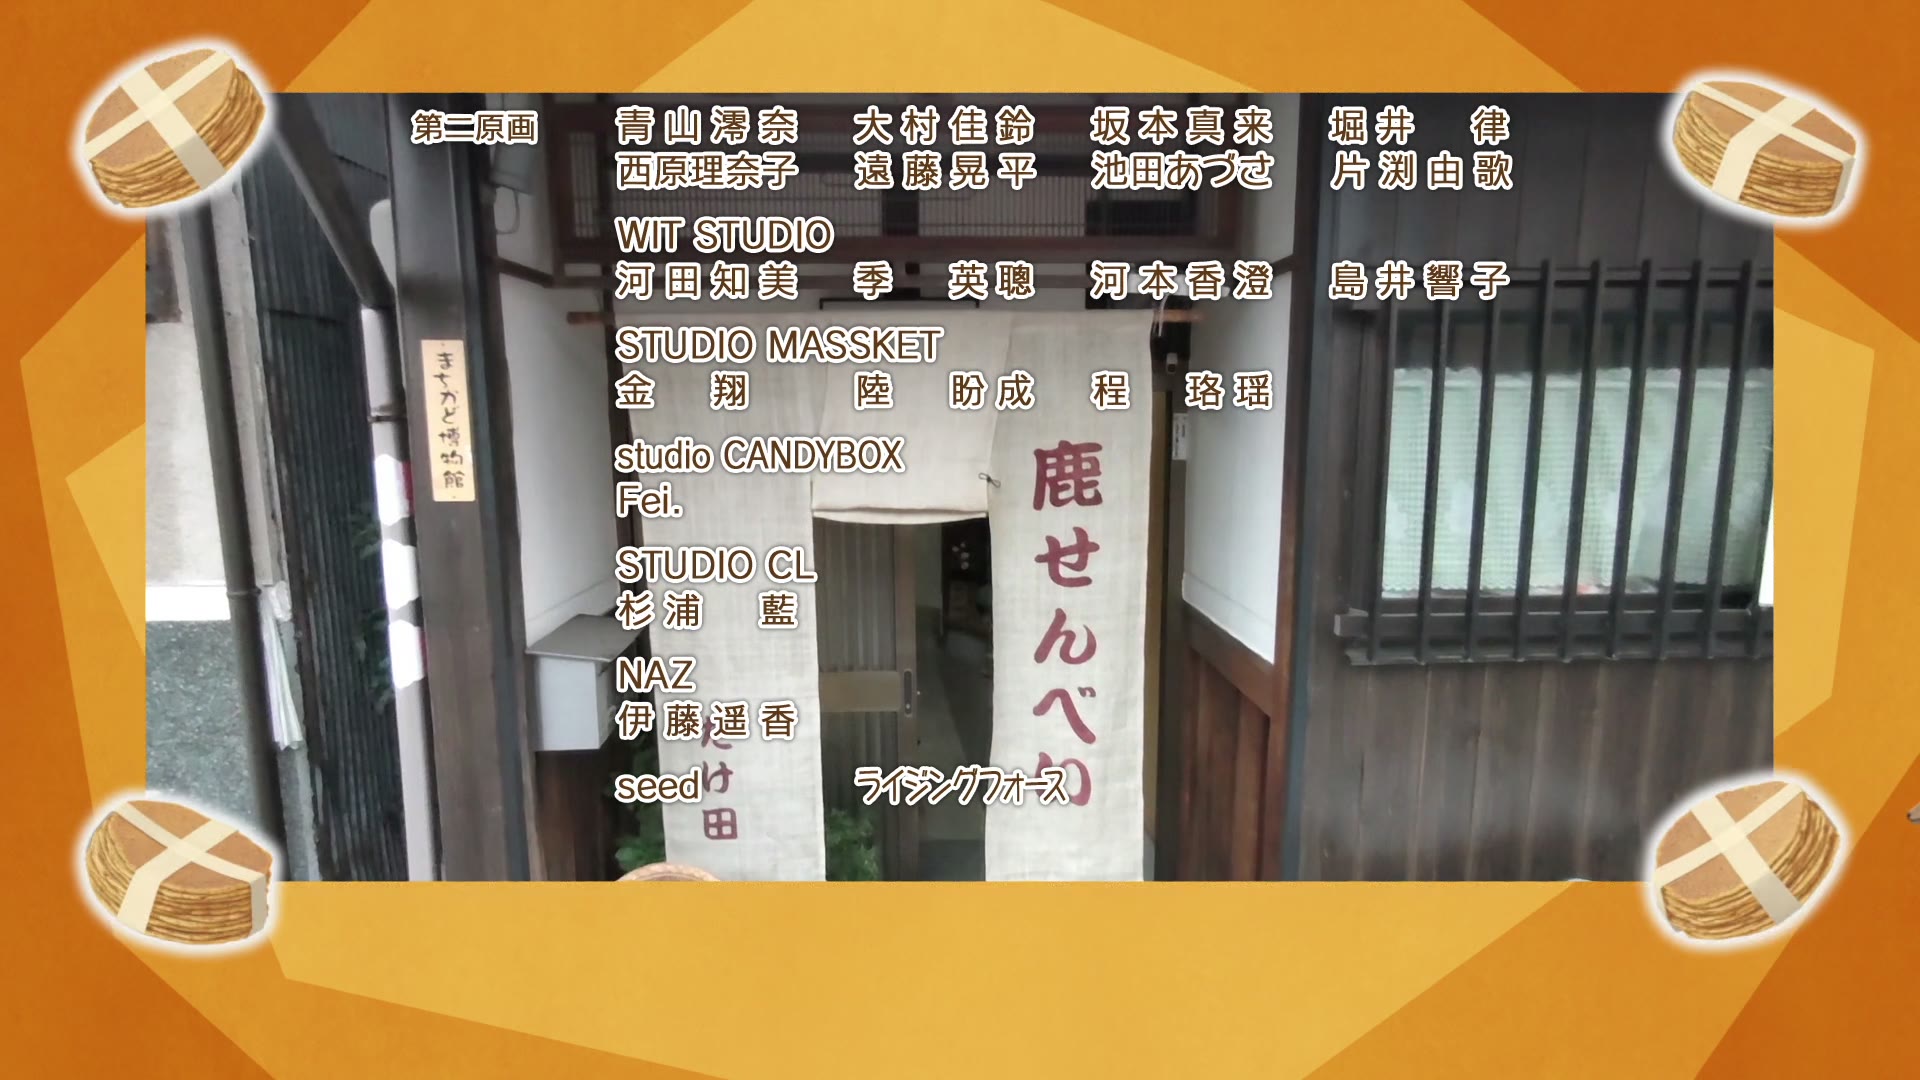 第二原画 青山澪奈 大村佳鈴 坂本真来 堀井 律
西原理奈子 遠藤晃平 池田あづさ 片渕由歌
WIT STUDIO
河田知美 季 英聰 河本香澄 島井響子
STUDIO MASSKET
金 翔 陸 盼成 程 珞瑶
studio CANDYBOX
Fei.
STUDIO CL
杉浦 藍
NAZ
伊藤遥香
seed ライジングフォース
まちかど博物館
鹿せんべい
たけ田